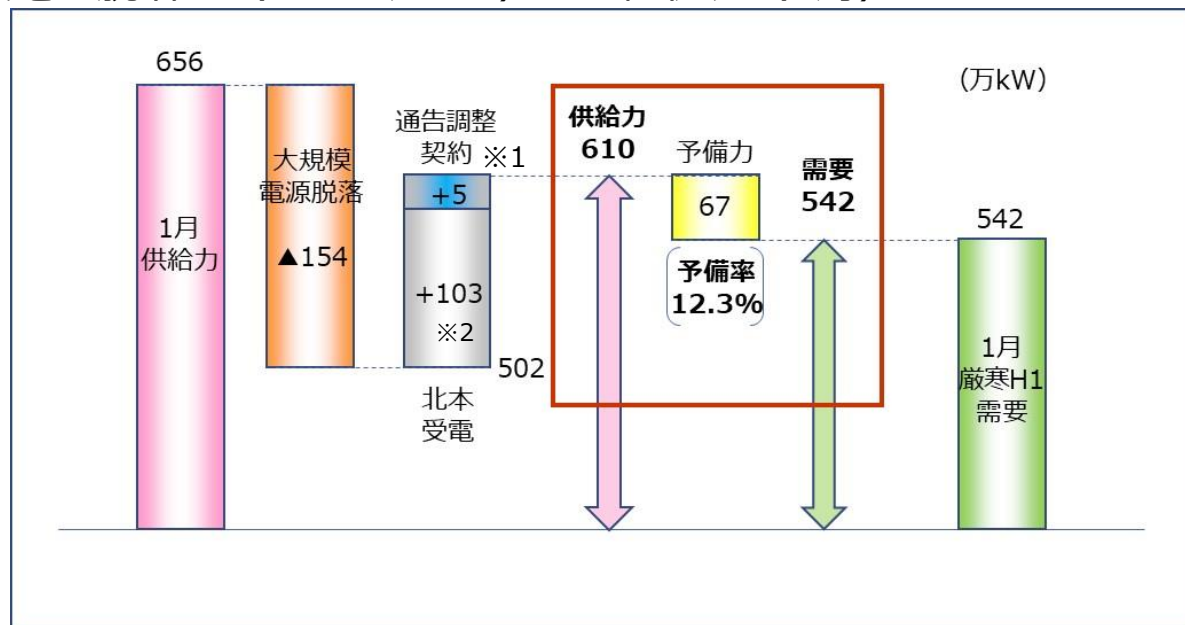 656
(万kW)
1月
供給力
大規模
電源脱落
▲154
通告調整
契約 ※1
+5
+103
※2
502
北本
受電
供給力
610
予備力
67
予備率
12.3%
需要
542
542
1月
厳寒H1
需要